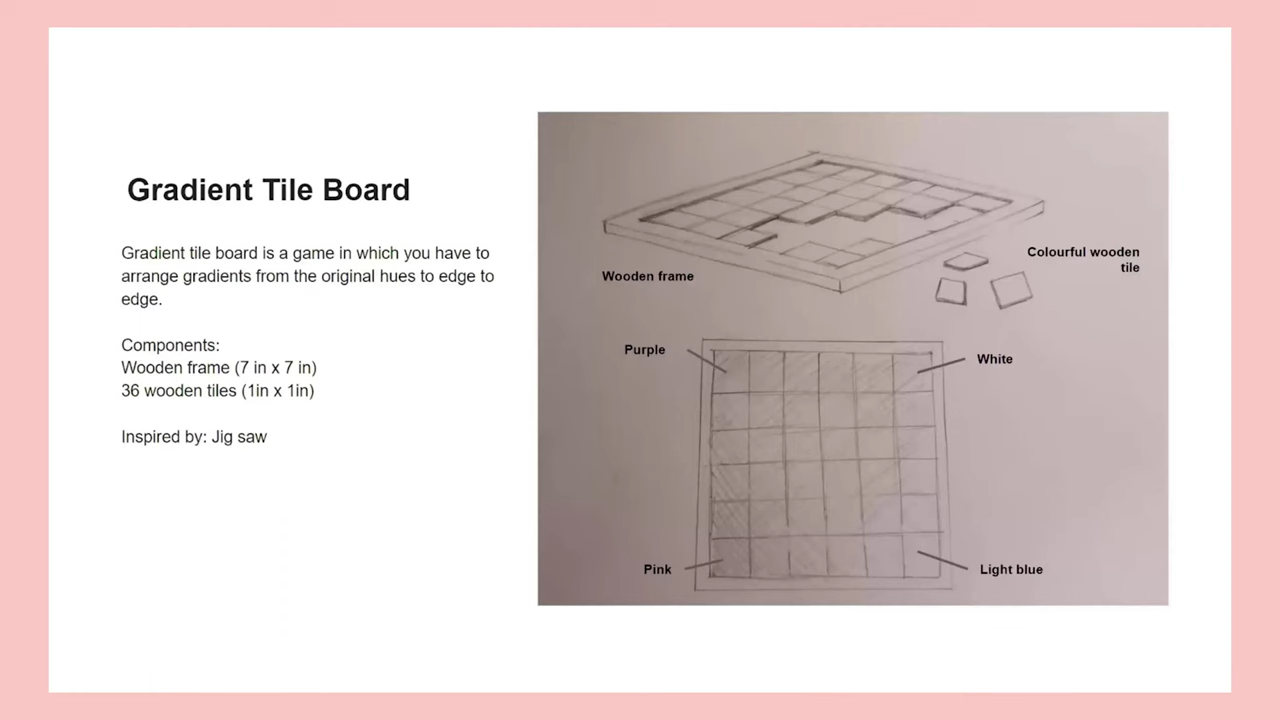 Gradient Tile Board
Gradient tile board is a game in which you have to
arrange gradients from the original hues to edge to
edge.
Components:
Wooden frame (7 in x 7 in)
36 wooden tiles (1in x 1in)
Inspired by: Jig saw
Colourful wooden
tile
Wooden frame
Purple
White
Pink
Light blue